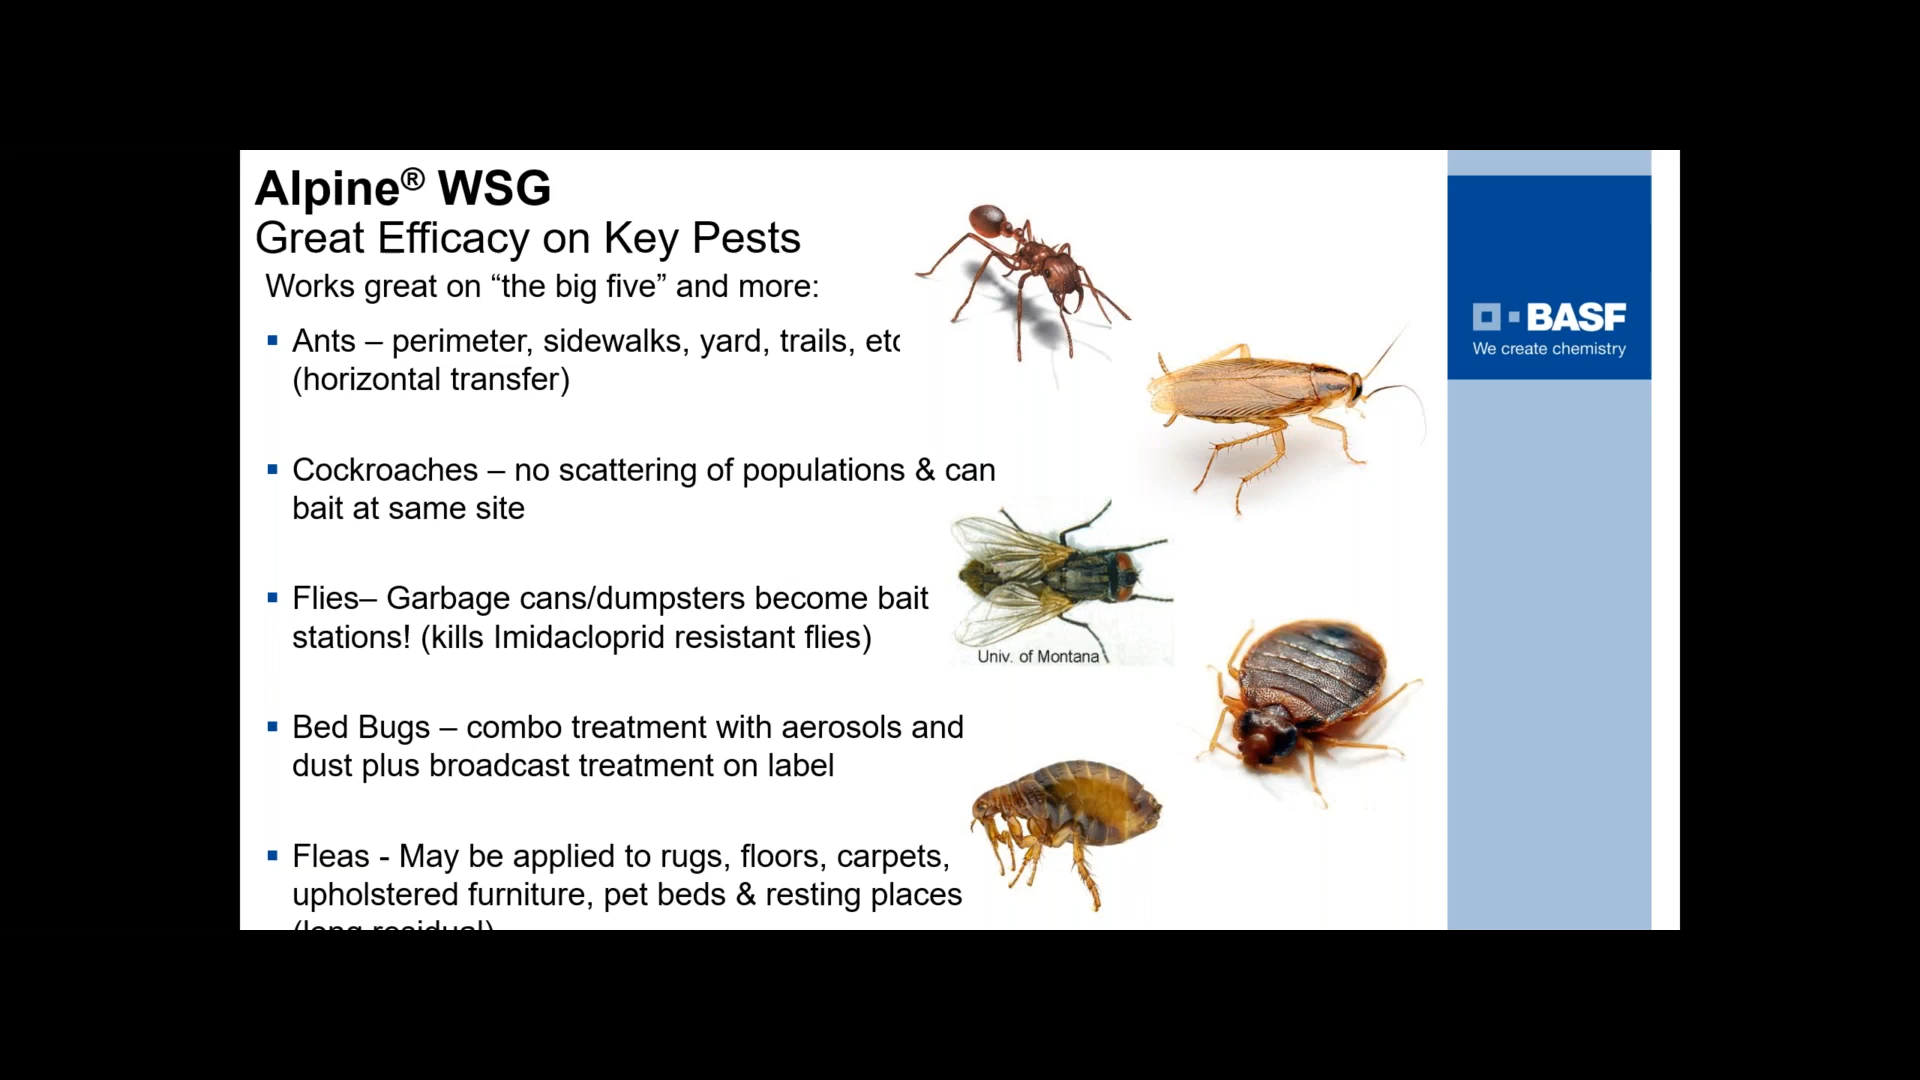 Alpine® WSG
Great Efficacy on Key Pests
Works great on “the big five” and more:
▪ Ants – perimeter, sidewalks, yard, trails, etc
(horizontal transfer)
▪ Cockroaches – no scattering of populations & can
bait at same site
▪ Flies– Garbage cans/dumpsters become bait
stations! (kills Imidacloprid resistant flies)
▪ Bed Bugs – combo treatment with aerosols and
dust plus broadcast treatment on label
▪ Fleas - May be applied to rugs, floors, carpets,
upholstered furniture, pet beds & resting places
(long residual)
Univ. of Montana
BASF
We create chemistry